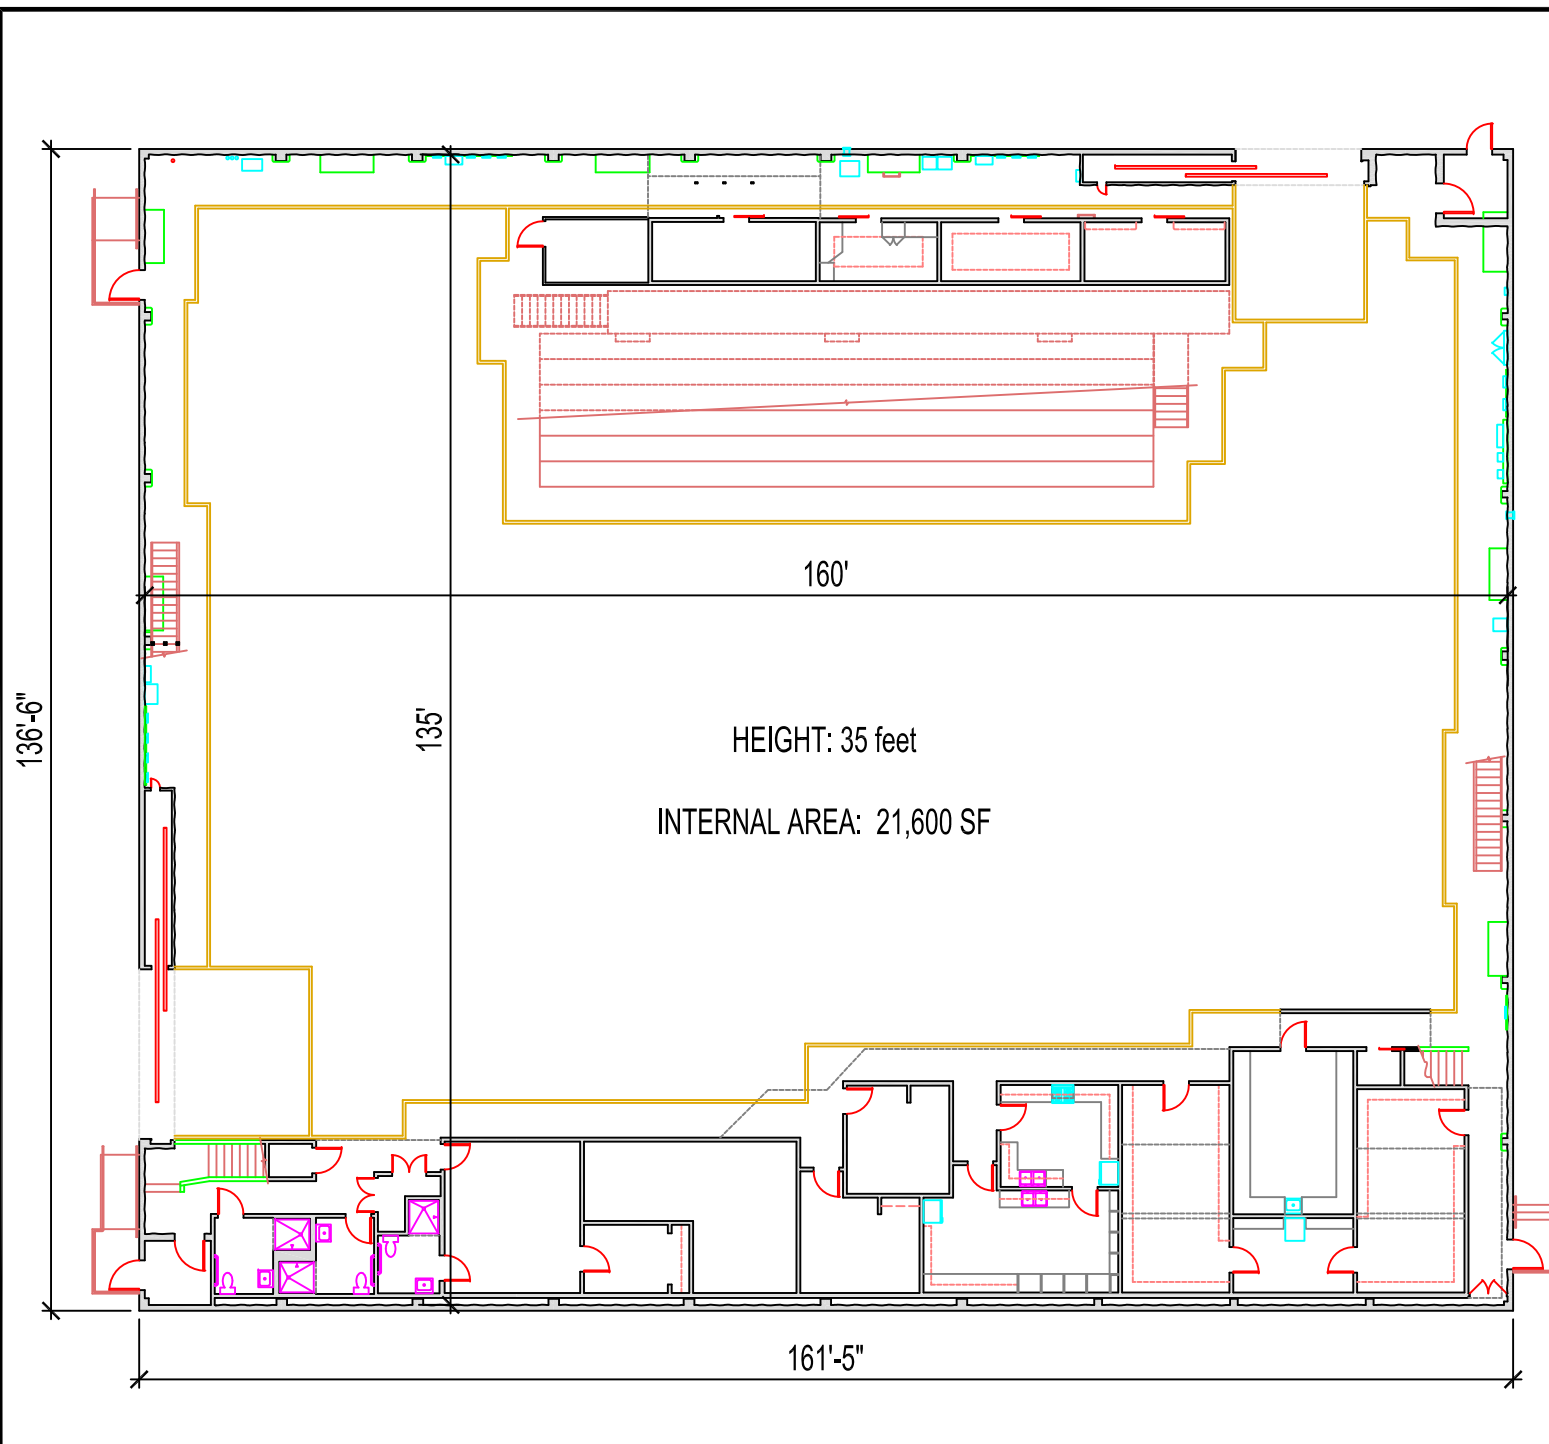 160'
136'-6"
135'
HEIGHT: 35 feet
INTERNAL AREA: 21,600 SF
161'-5"